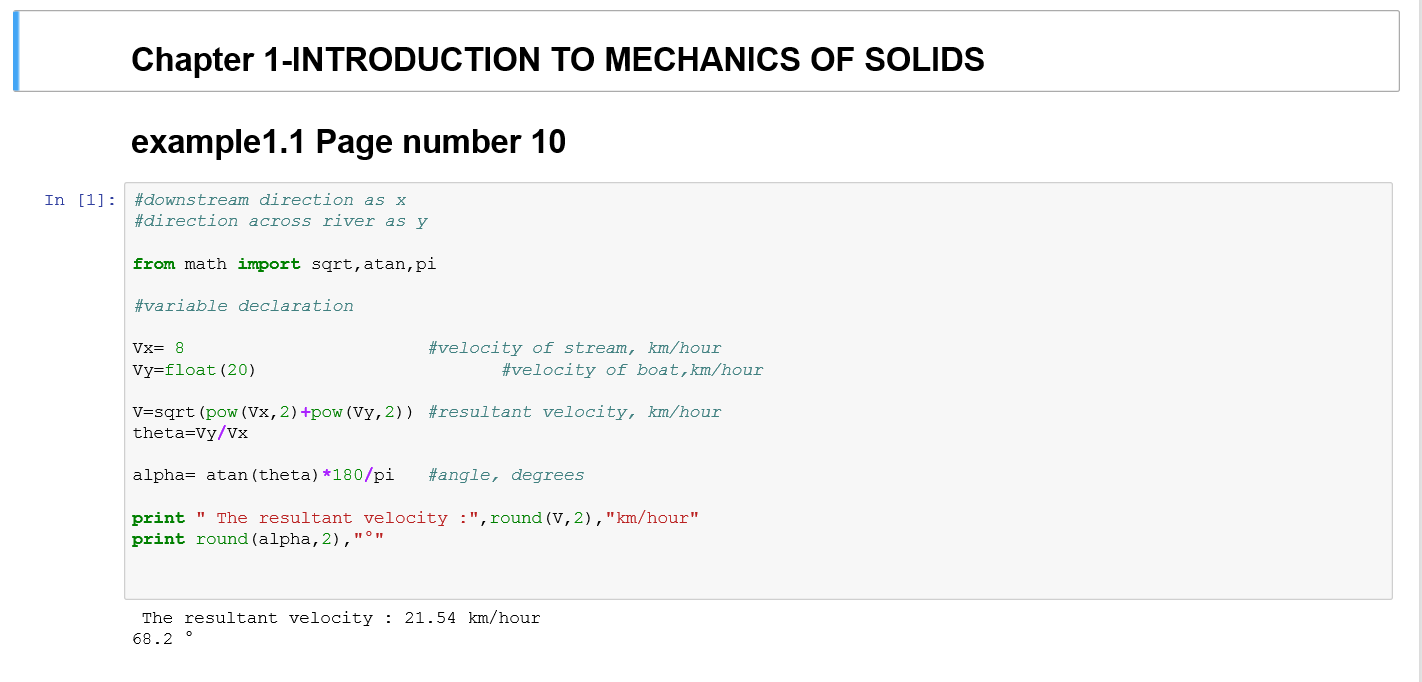 Chapter 1-INTRODUCTION TO MECHANICS OF SOLIDS
example1.1 Page number 10
In [1]:
#downstream direction as x
#direction across river as y
from math import sqrt,atan,pi
#variable declaration
Vx= 8                       #velocity of stream, km/hour
Vy=float(20)                       #velocity of boat,km/hour
V=sqrt(pow(Vx,2)+pow(Vy,2)) #resultant velocity, km/hour
theta=Vy/Vx
alpha= atan(theta)*180/pi   #angle, degrees
print " The resultant velocity :",round(V,2),"km/hour"
print round(alpha,2),"°"
 The resultant velocity : 21.54 km/hour
68.2 °